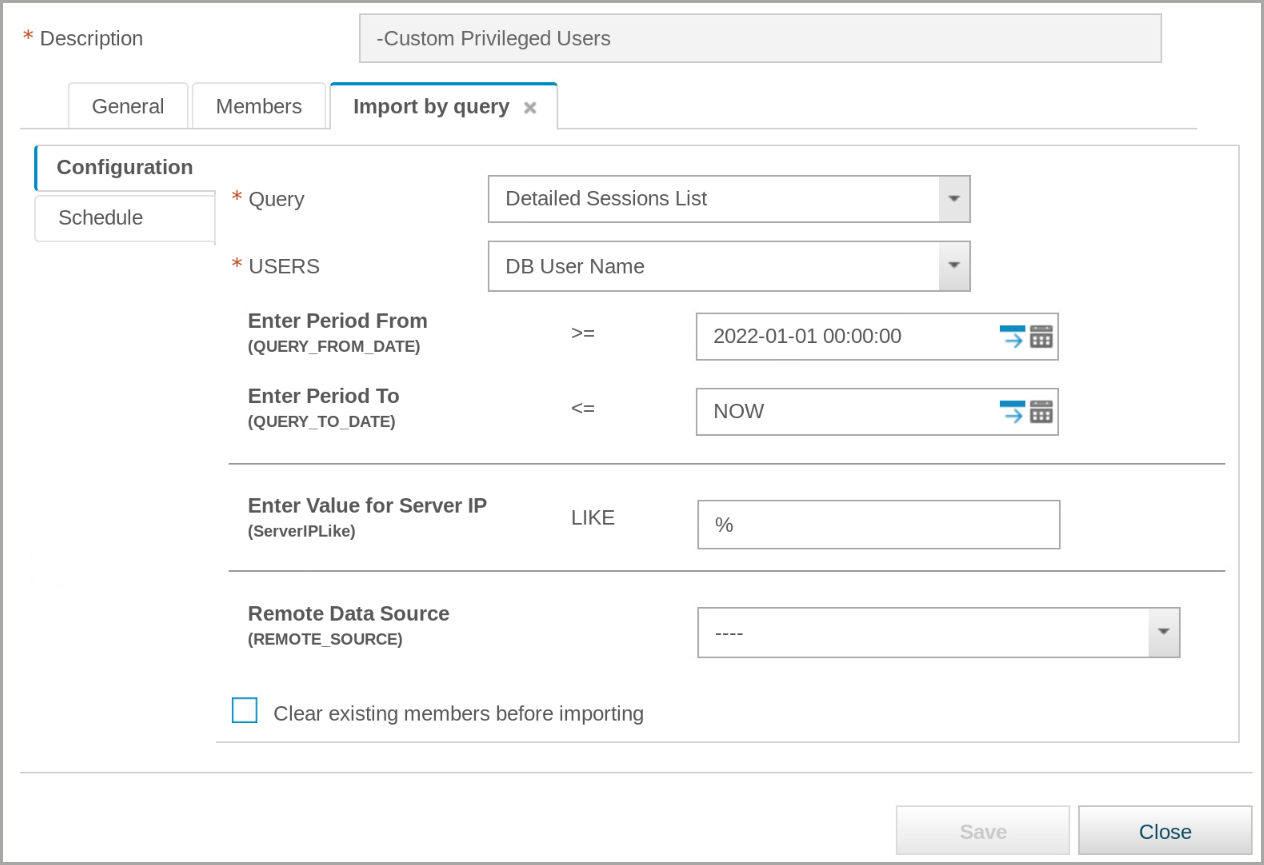 * Description
-Custom Privileged Users
General Members Import by query ×
Configuration
Schedule
* Query
Detailed Sessions List
* USERS
DB User Name
Enter Period From
(QUERY_FROM_DATE)
>=
2022-01-01 00:00:00
Enter Period To
(QUERY_TO_DATE)
<=
NOW
Enter Value for Server IP
(ServerIPLike)
LIKE
%
Remote Data Source
(REMOTE_SOURCE)
----
Clear existing members before importing
Save Close